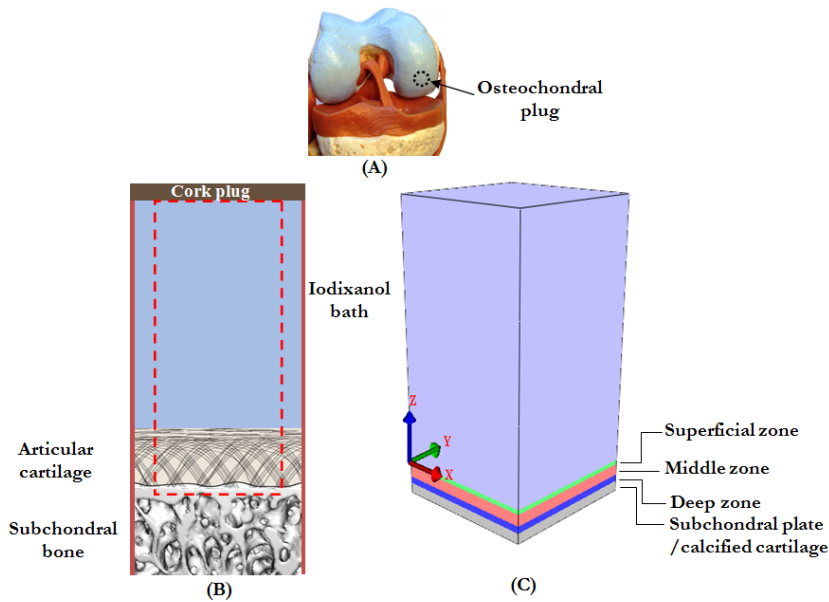 Osteochondral
plug
(A)
Cork plug
Iodixanol
bath
Articular
cartilage
Subchondral
bone
(B)
Z
Y
X
Superficial zone
Middle zone
Deep zone
Subchondral plate
/calcified cartilage
(C)